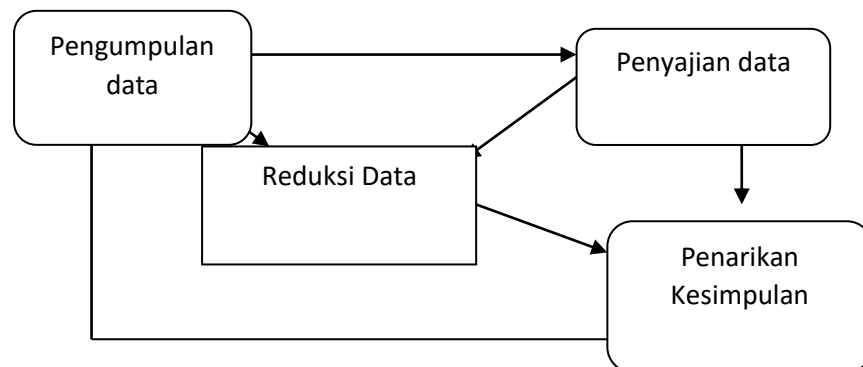 Pengumpulan
data
Penyajian data
Reduksi Data
Penarikan
Kesimpulan